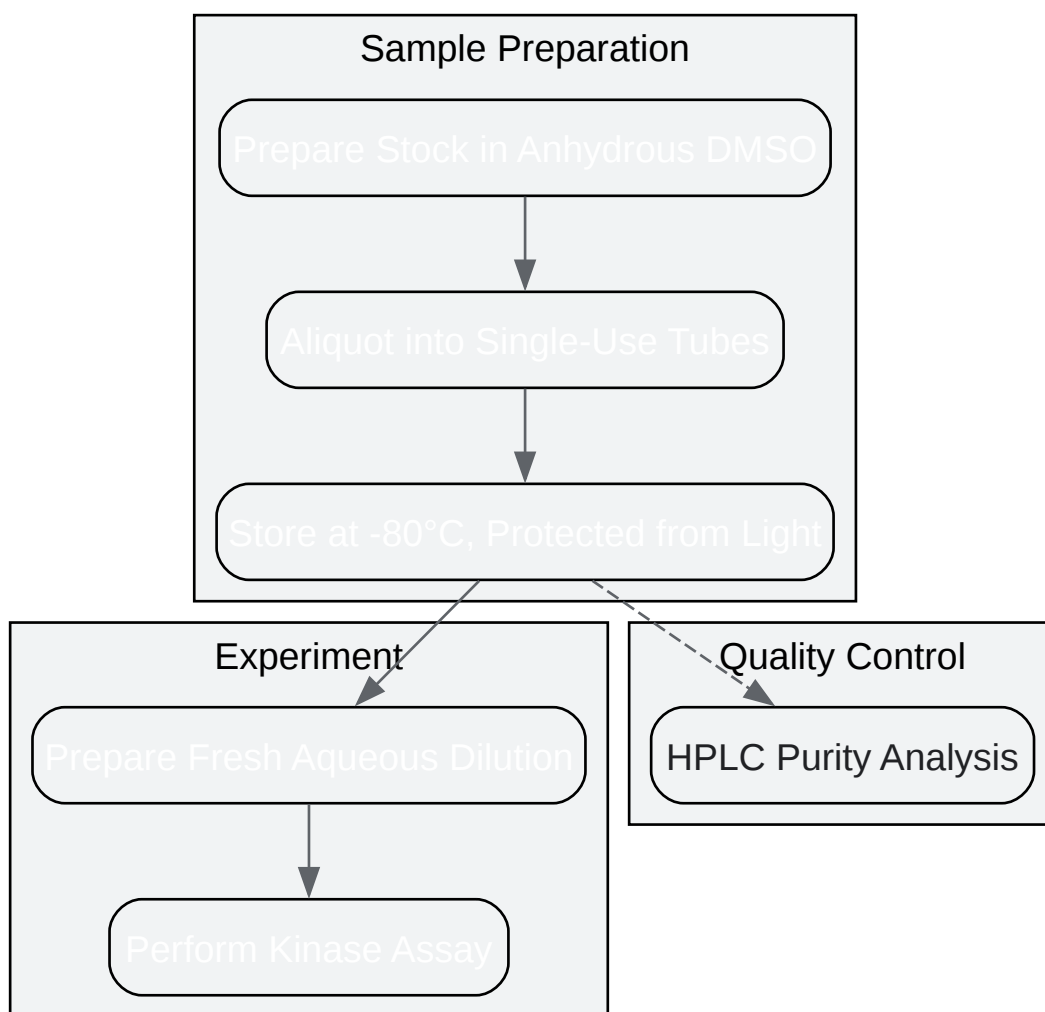 Sample Preparation
Prepare Stock in Anhydrous DMSO
Aliquot into Single-Use Tubes
Store at -80°C, Protected from Light
Experiment
Prepare Fresh Aqueous Dilution
Perform Kinase Assay
Quality Control
HPLC Purity Analysis